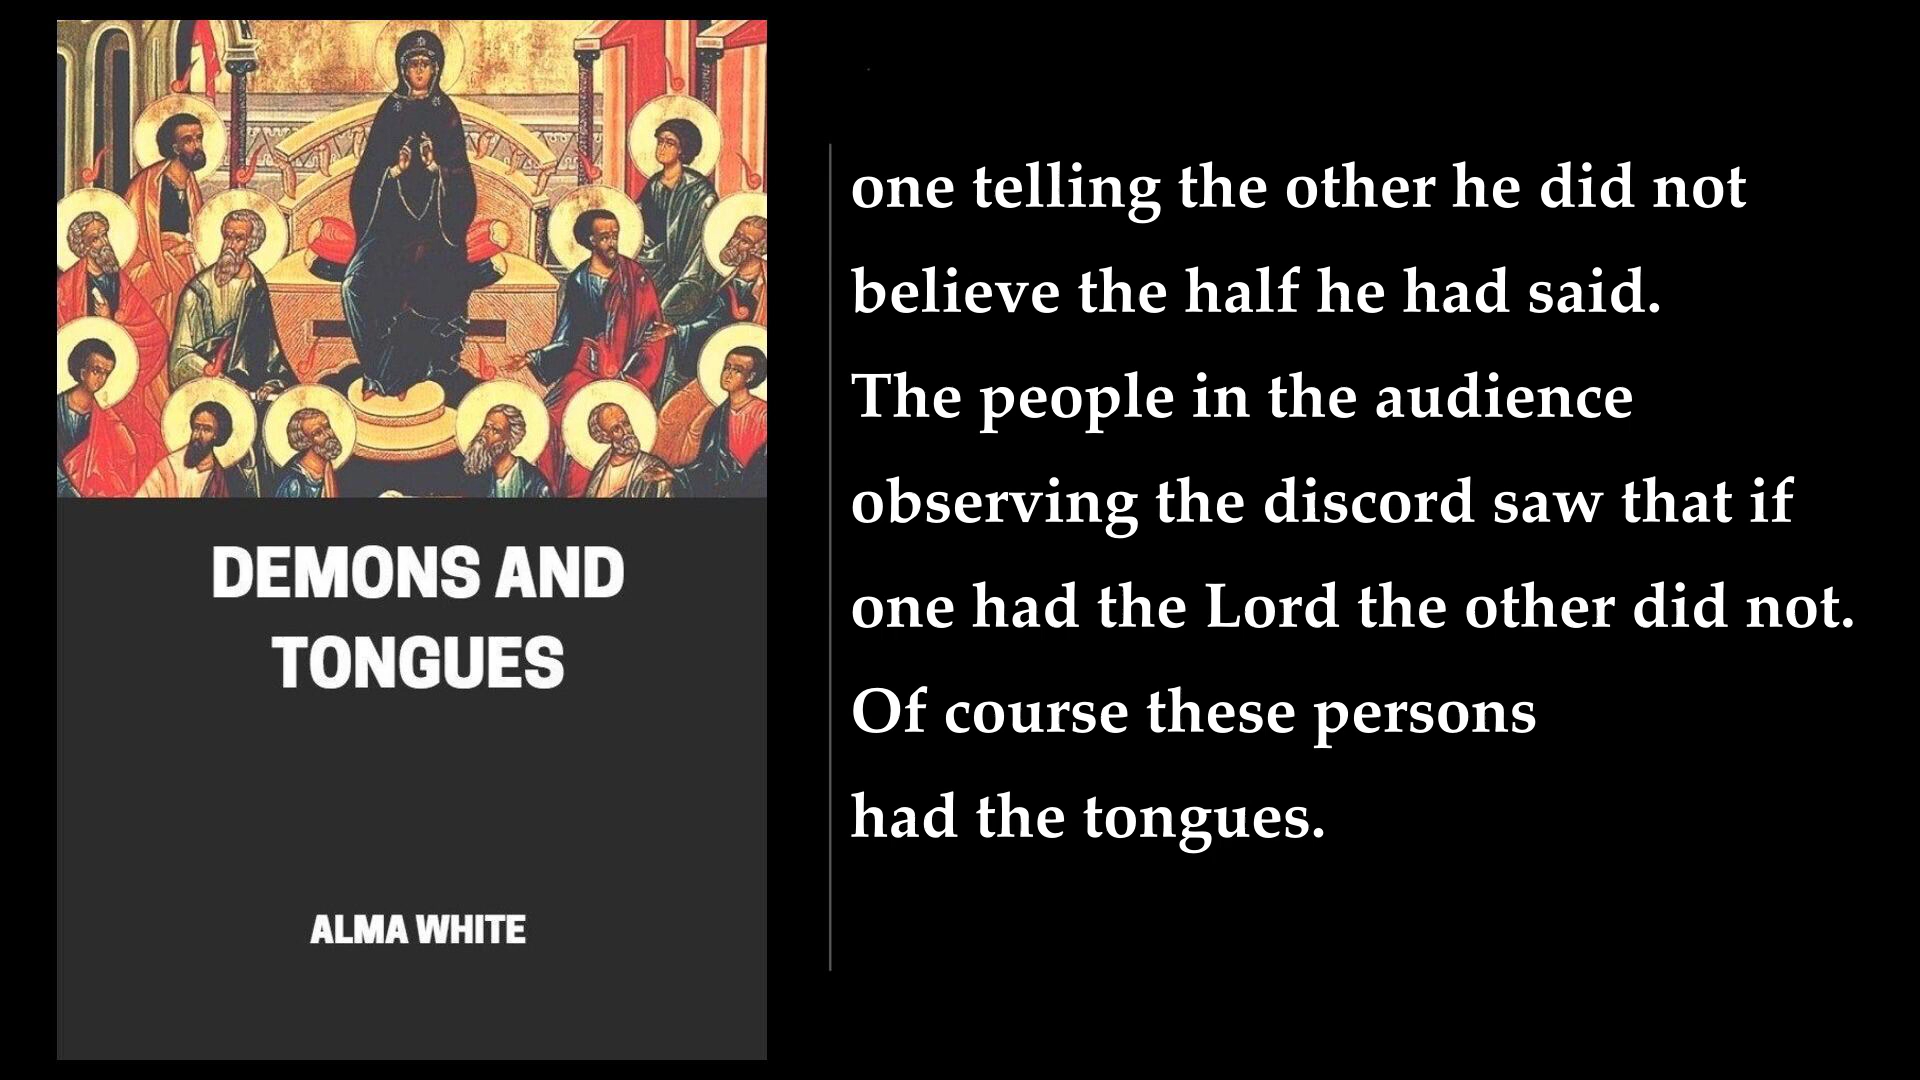 DEMONS AND
TONGUES
ALMA WHITE
one telling the other he did not
believe the half he had said.
The people in the audience
observing the discord saw that if
one had the Lord the other did not.
Of course these persons
had the tongues.